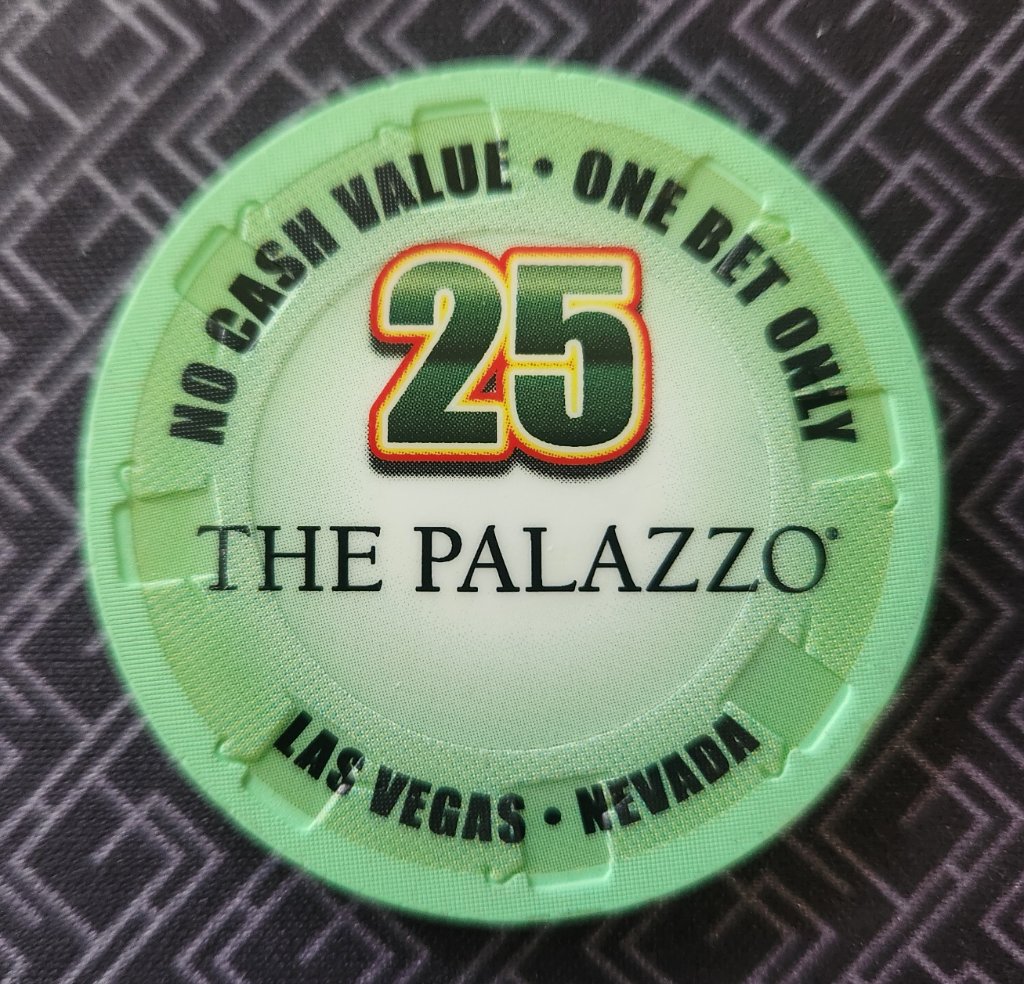 NO CASH VALUE • ONE BET ONLY
25
THE PALAZZO®
LAS VEGAS • NEVADA